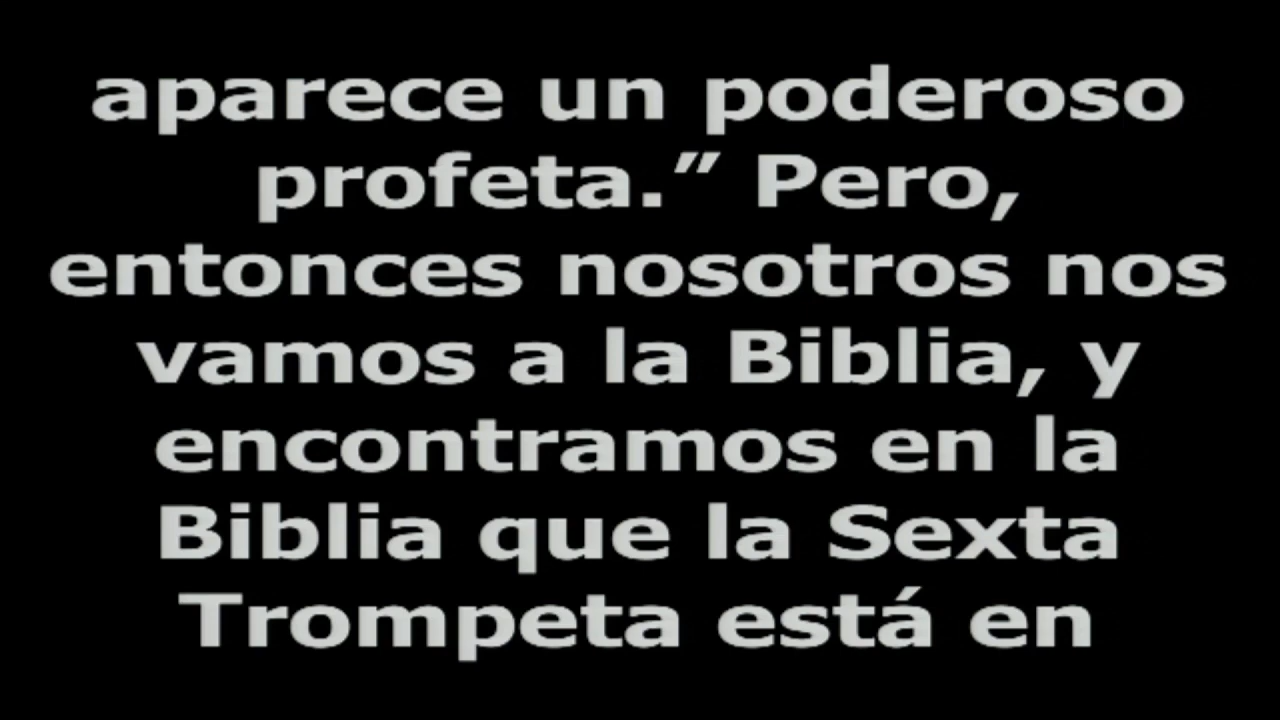 aparece un poderoso
profeta.” Pero,
entonces nosotros nos
vamos a la Biblia, y
encontramos en la
Biblia que la Sexta
Trompeta está en